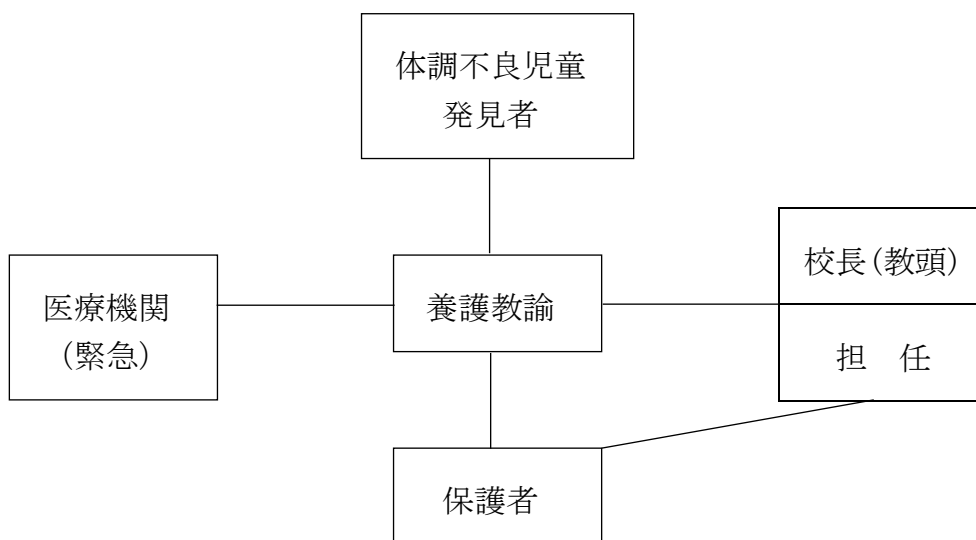 体調不良児童
発見者
校長(教頭)
医療機関
(緊急)
養護教諭
担　任
保護者